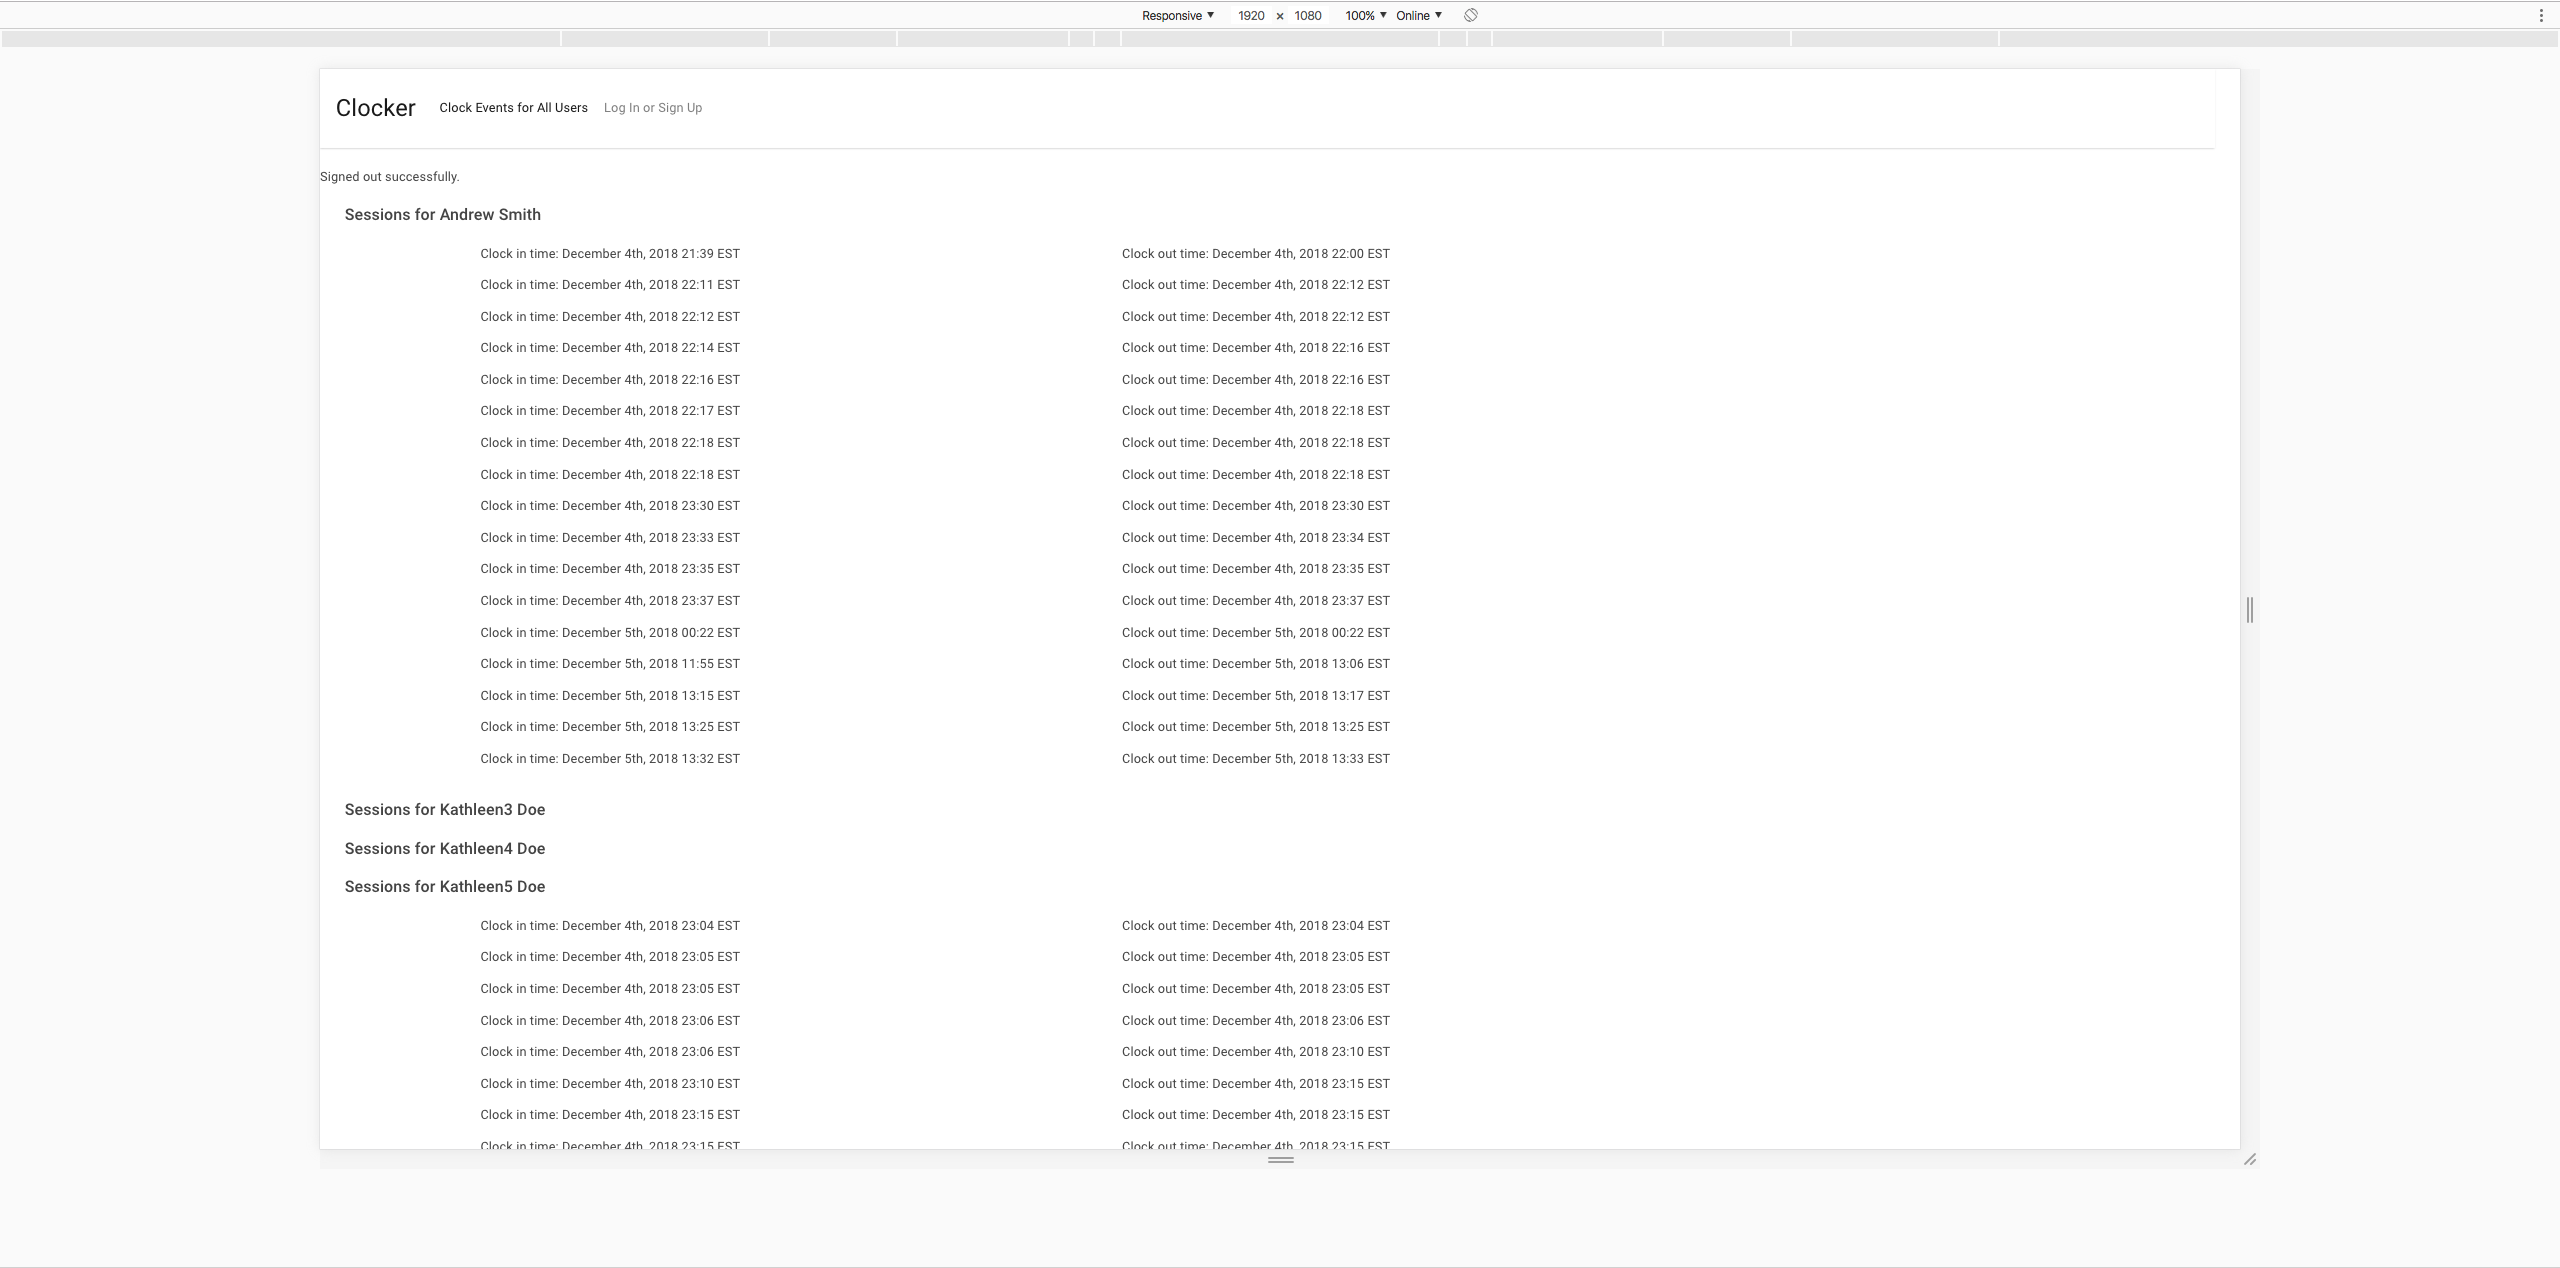 Responsive ▼ 1920 × 1080 100% ▼ Online ▼
Clocker Clock Events for All Users Log In or Sign Up
Signed out successfully.
Sessions for Andrew Smith
Clock in time: December 4th, 2018 21:39 EST Clock out time: December 4th, 2018 22:00 EST
Clock in time: December 4th, 2018 22:11 EST Clock out time: December 4th, 2018 22:12 EST
Clock in time: December 4th, 2018 22:12 EST Clock out time: December 4th, 2018 22:12 EST
Clock in time: December 4th, 2018 22:14 EST Clock out time: December 4th, 2018 22:16 EST
Clock in time: December 4th, 2018 22:16 EST Clock out time: December 4th, 2018 22:16 EST
Clock in time: December 4th, 2018 22:17 EST Clock out time: December 4th, 2018 22:18 EST
Clock in time: December 4th, 2018 22:18 EST Clock out time: December 4th, 2018 22:18 EST
Clock in time: December 4th, 2018 22:18 EST Clock out time: December 4th, 2018 22:18 EST
Clock in time: December 4th, 2018 23:30 EST Clock out time: December 4th, 2018 23:30 EST
Clock in time: December 4th, 2018 23:33 EST Clock out time: December 4th, 2018 23:34 EST
Clock in time: December 4th, 2018 23:35 EST Clock out time: December 4th, 2018 23:35 EST
Clock in time: December 4th, 2018 23:37 EST Clock out time: December 4th, 2018 23:37 EST
Clock in time: December 5th, 2018 00:22 EST Clock out time: December 5th, 2018 00:22 EST
Clock in time: December 5th, 2018 11:55 EST Clock out time: December 5th, 2018 13:06 EST
Clock in time: December 5th, 2018 13:15 EST Clock out time: December 5th, 2018 13:17 EST
Clock in time: December 5th, 2018 13:25 EST Clock out time: December 5th, 2018 13:25 EST
Clock in time: December 5th, 2018 13:32 EST Clock out time: December 5th, 2018 13:33 EST
Sessions for Kathleen3 Doe
Sessions for Kathleen4 Doe
Sessions for Kathleen5 Doe
Clock in time: December 4th, 2018 23:04 EST Clock out time: December 4th, 2018 23:04 EST
Clock in time: December 4th, 2018 23:05 EST Clock out time: December 4th, 2018 23:05 EST
Clock in time: December 4th, 2018 23:05 EST Clock out time: December 4th, 2018 23:05 EST
Clock in time: December 4th, 2018 23:06 EST Clock out time: December 4th, 2018 23:06 EST
Clock in time: December 4th, 2018 23:06 EST Clock out time: December 4th, 2018 23:10 EST
Clock in time: December 4th, 2018 23:10 EST Clock out time: December 4th, 2018 23:15 EST
Clock in time: December 4th, 2018 23:15 EST Clock out time: December 4th, 2018 23:15 EST
Clock in time: December 4th, 2018 23:15 EST Clock out time: December 4th, 2018 23:15 EST